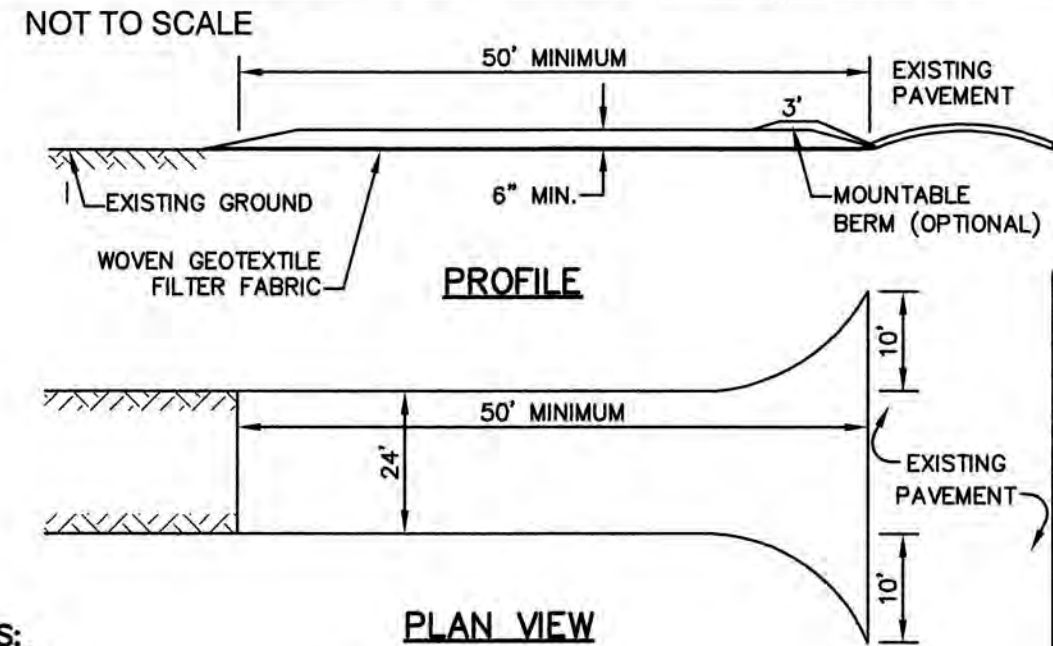 NOT TO SCALE
50' MINIMUM
EXISTING
PAVEMENT
3'
EXISTING GROUND
6" MIN.
MOUNTABLE
BERM (OPTIONAL)
WOVEN GEOTEXTILE
FILTER FABRIC
PROFILE
10'
50' MINIMUM
24'
EXISTING
PAVEMENT
10'
PLAN VIEW
S: